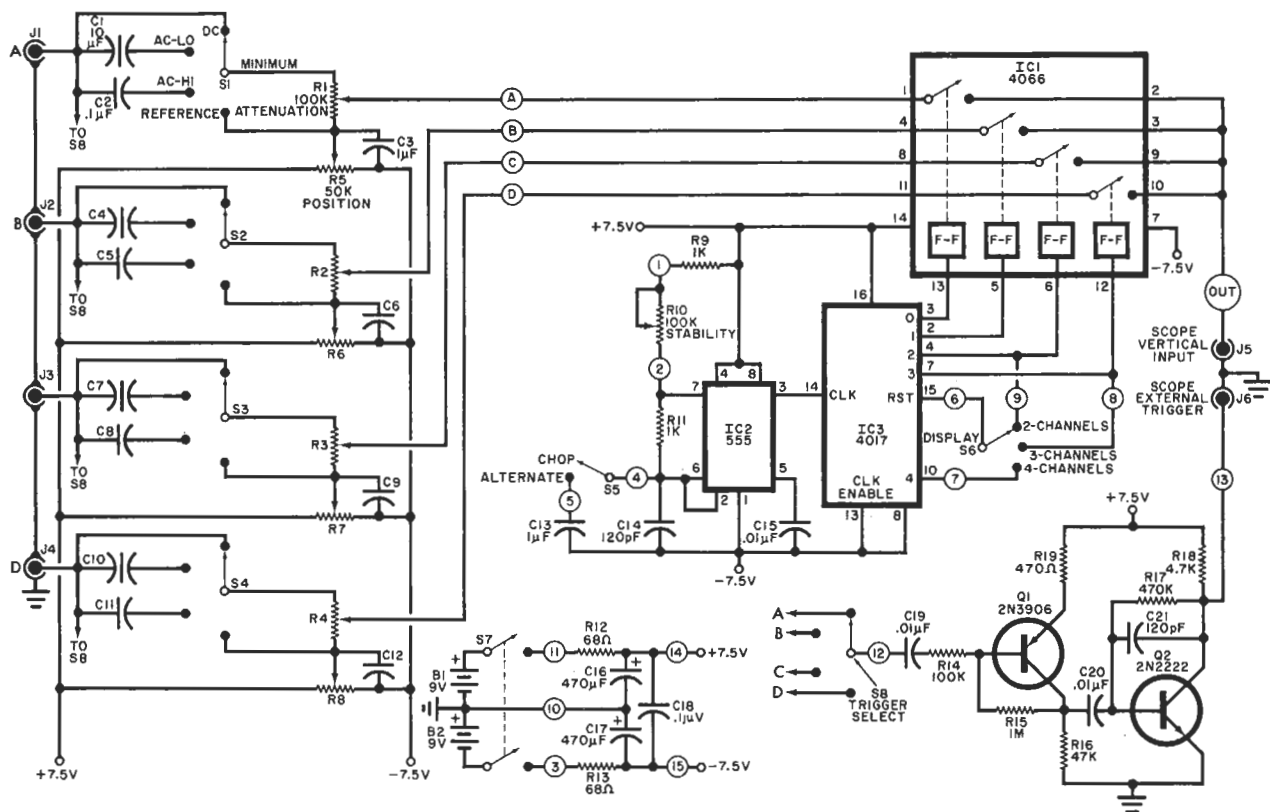 A
J1
C1
10
µF
AC-LO
DC
S1
MINIMUM
C2
.1µF
AC-HI
REFERENCE
TO
S8
R1
100K
ATTENUATION
C3
1µF
R5
50K
POSITION
B
J2
C4
C5
TO
S8
S2
R2
C6
R6
J3
C7
C8
TO
S8
S3
R3
C9
R7
D
J4
C10
C11
TO
S8
S4
R4
C12
R8
+7.5V
-7.5V
A
B
C
D
IC1
4066
1
2
4
3
8
9
11
10
14
7
F-F
F-F
F-F
F-F
13
5
6
12
+7.5V
-7.5V
OUT
SCOPE
VERTICAL
INPUT
J5
SCOPE
EXTERNAL
TRIGGER
J6
13
1
R9
1K
R10
100K
STABILITY
2
R11
1K
CHOP
ALTERNATE
S5
4
5
C13
1µF
C14
120pF
C15
.01µF
-7.5V
4
8
7
3
6
2
5
1
IC2
555
16
14
CLK
IC3
4017
CLK
ENABLE
13
8
0
3
1
2
2
4
3
7
RST
15
4
10
6
7
9
8
DISPLAY
S6
2-CHANNELS
3-CHANNELS
4-CHANNELS
B1
9V
+
B2
9V
+
S7
11
10
3
R12
68Ω
R13
68Ω
C16
470µF
+
C17
470µF
+
C18
.1µV
14
+7.5V
15
-7.5V
A
B
C
D
S8
TRIGGER
SELECT
12
C19
.01µF
R14
100K
Q1
2N3906
R15
1M
R16
47K
R19
470Ω
+7.5V
R18
4.7K
R17
470K
C21
120pF
Q2
2N2222
C20
.01µF